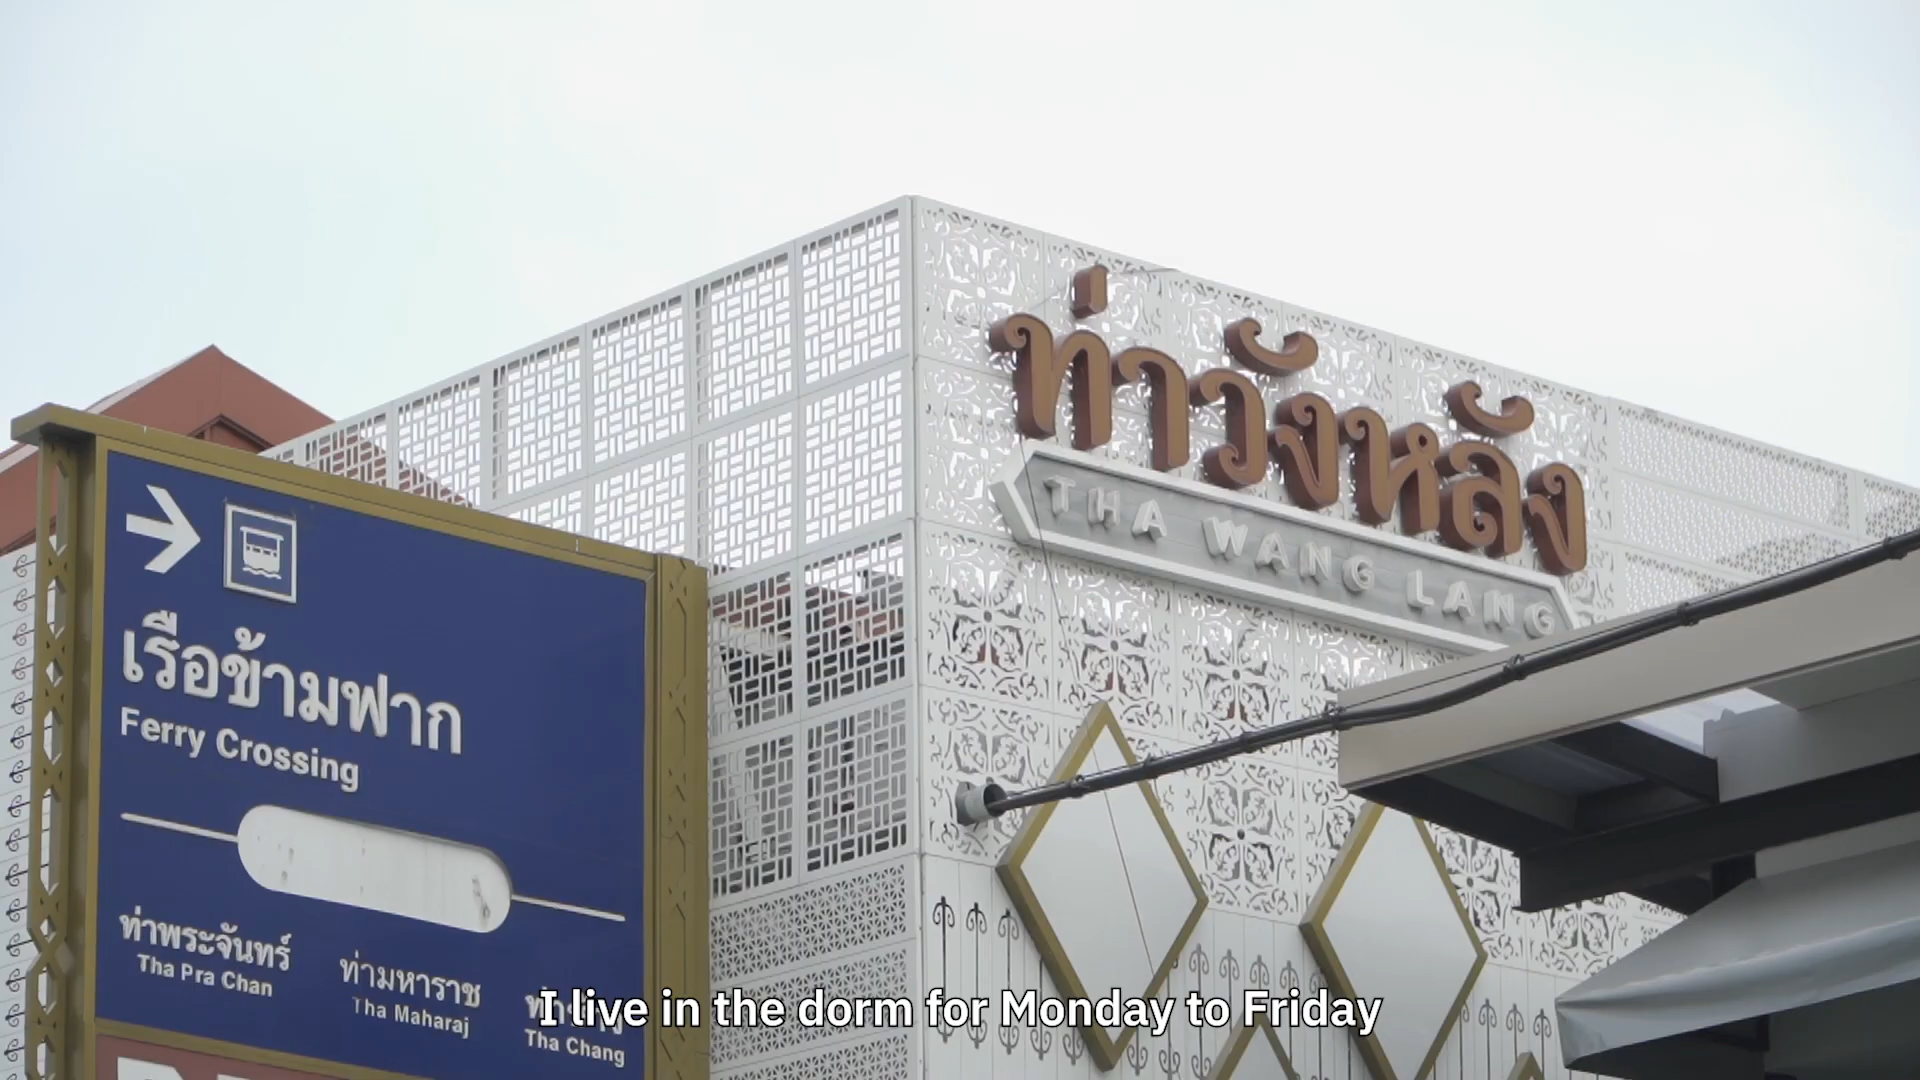 ท่าวังหลัง
THA WANG LANG
เรือข้ามฟาก
Ferry Crossing
ท่าพระจันทร์
Tha Pra Chan
ท่ามหาราช
Tha Maharaj
Tha Chang
I live in the dorm for Monday to Friday